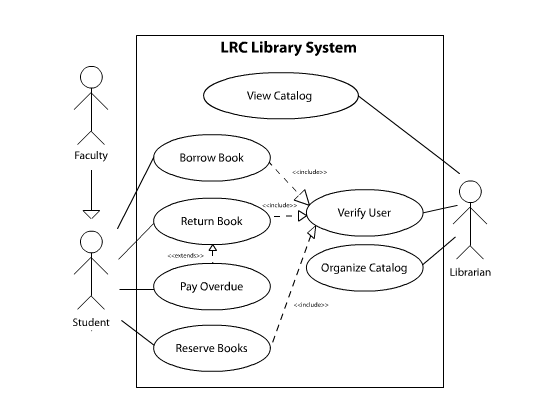 LRC Library System
View Catalog
Faculty
Borrow Book
<<include>>
<<include>>
Return Book
Verify User
<<extends>>
Organize Catalog
Librarian
Pay Overdue
<<include>>
Student
Reserve Books